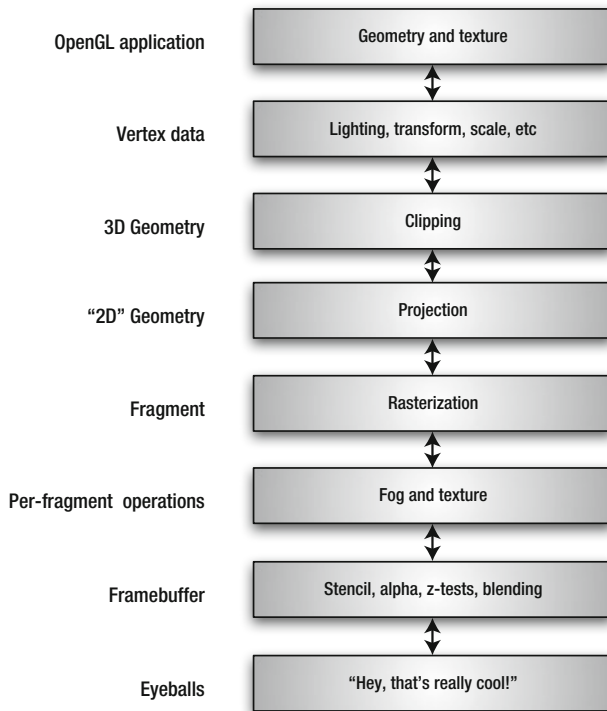 OpenGL application
Geometry and texture
Vertex data
Lighting, transform, scale, etc
3D Geometry
Clipping
“2D” Geometry
Projection
Fragment
Rasterization
Per-fragment operations
Fog and texture
Framebuffer
Stencil, alpha, z-tests, blending
Eyeballs
“Hey, that’s really cool!”